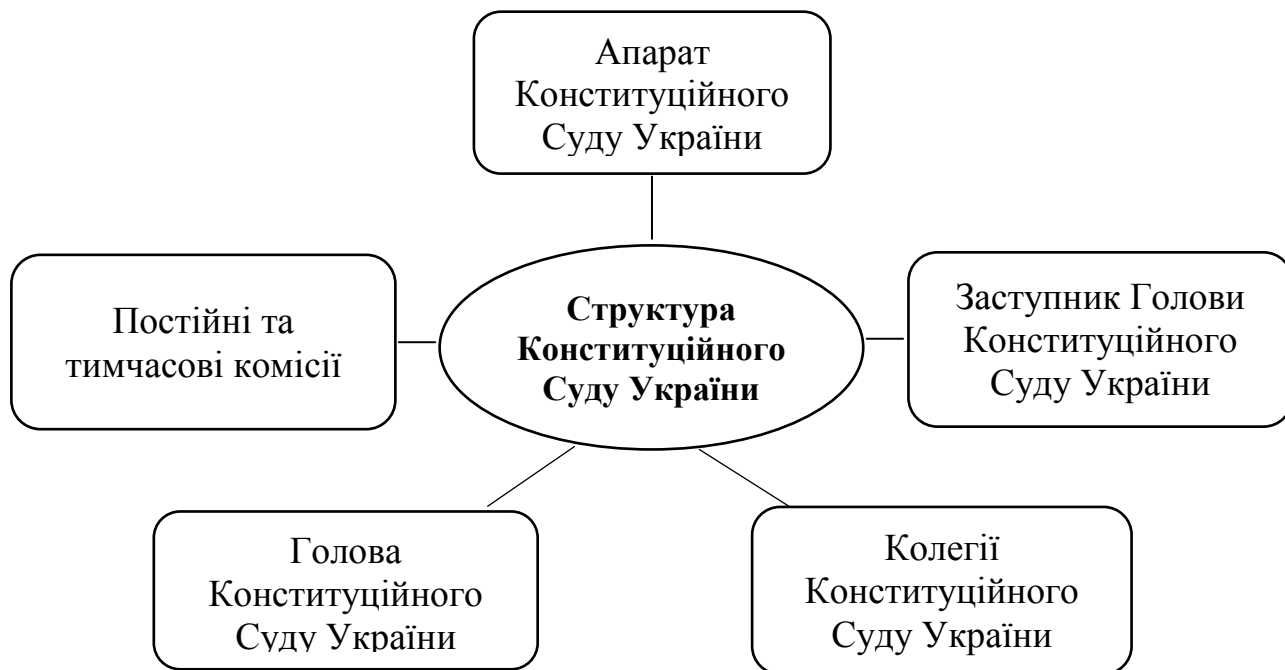 Апарат
Конституційного
Суду України
Постійні та
тимчасові комісії
Структура
Конституційного
Суду України
Заступник Голови
Конституційного
Суду України
Голова
Конституційного
Суду України
Колегії
Конституційного
Суду України